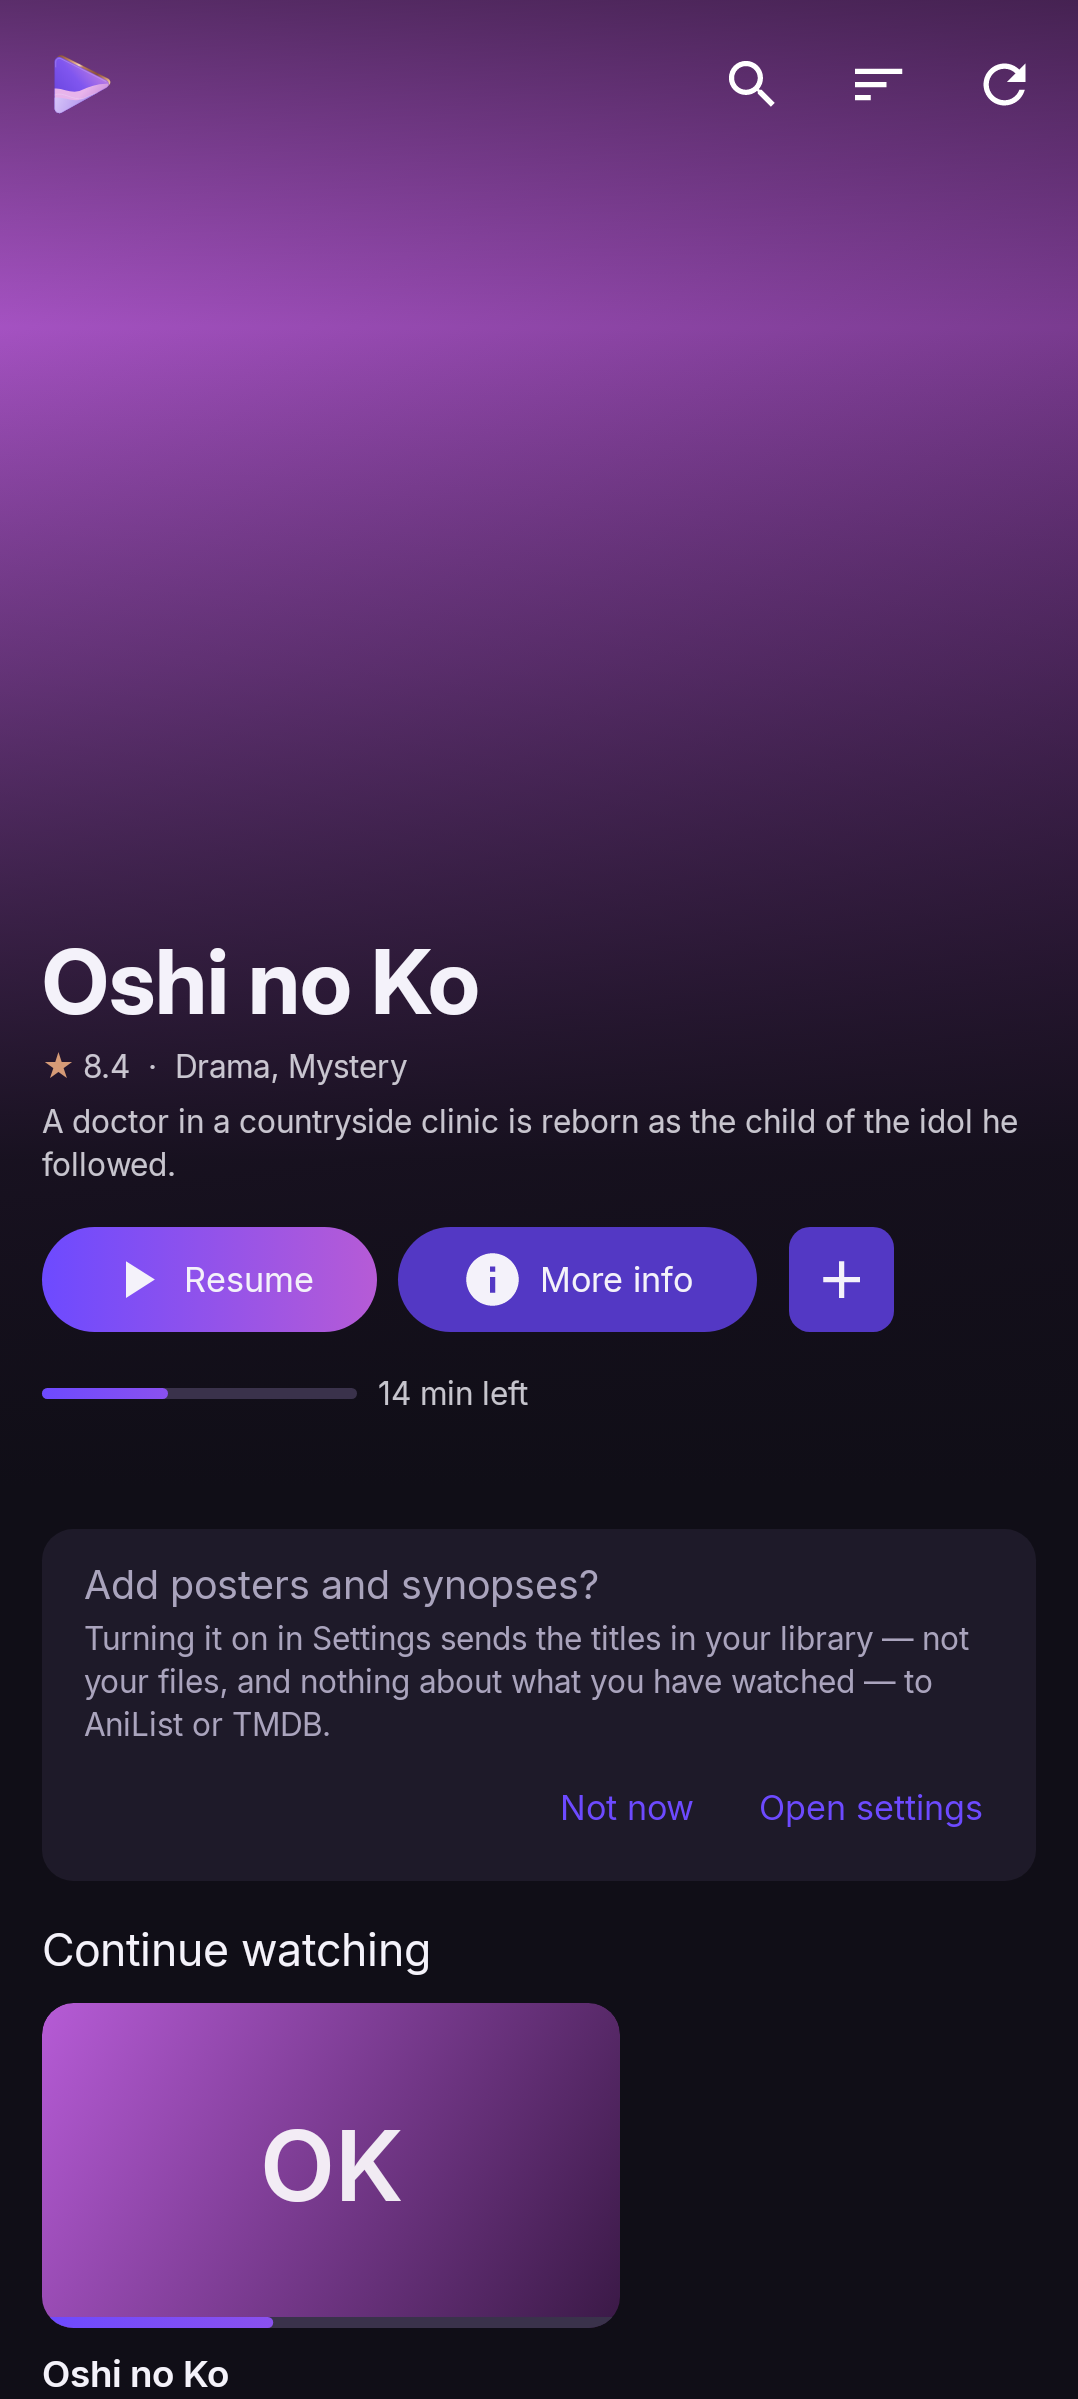 Oshi no Ko
★ 8.4 · Drama, Mystery
A doctor in a countryside clinic is reborn as the child of the idol he
followed.
Resume
More info
14 min left
Add posters and synopses?
Turning it on in Settings sends the titles in your library — not
your files, and nothing about what you have watched — to
AniList or TMDB.
Not now
Open settings
Continue watching
OK
Oshi no Ko